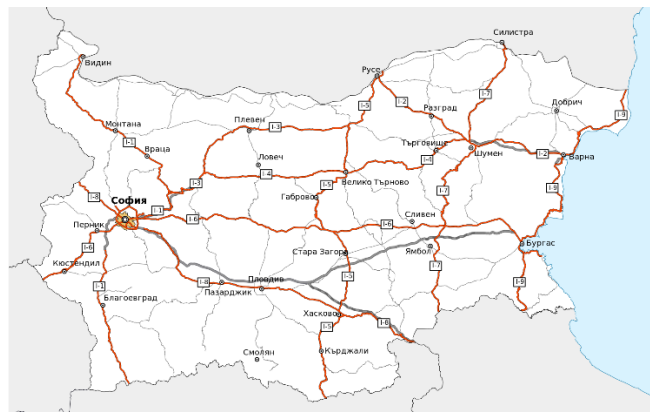 Силистра
Видин
Русе
I-7
I-5
I-2
Разград
Добрич
I-9
Монтана
Плевен
I-3
I-1
Враца
Търговище
I-4
Шумен
I-2
Варна
Ловеч
I-3
I-4
Велико Търново
I-8
София
I-1
I-5
Габрово
I-7
I-9
I-6
Сливен
I-6
Перник
I-6
Стара Загора
Ямбол
Бургас
Кюстендил
I-1
I-8
Пазарджик
Пловдив
I-5
I-7
I-9
Благоевград
Хасково
I-5
I-8
Смолян
Кърджали